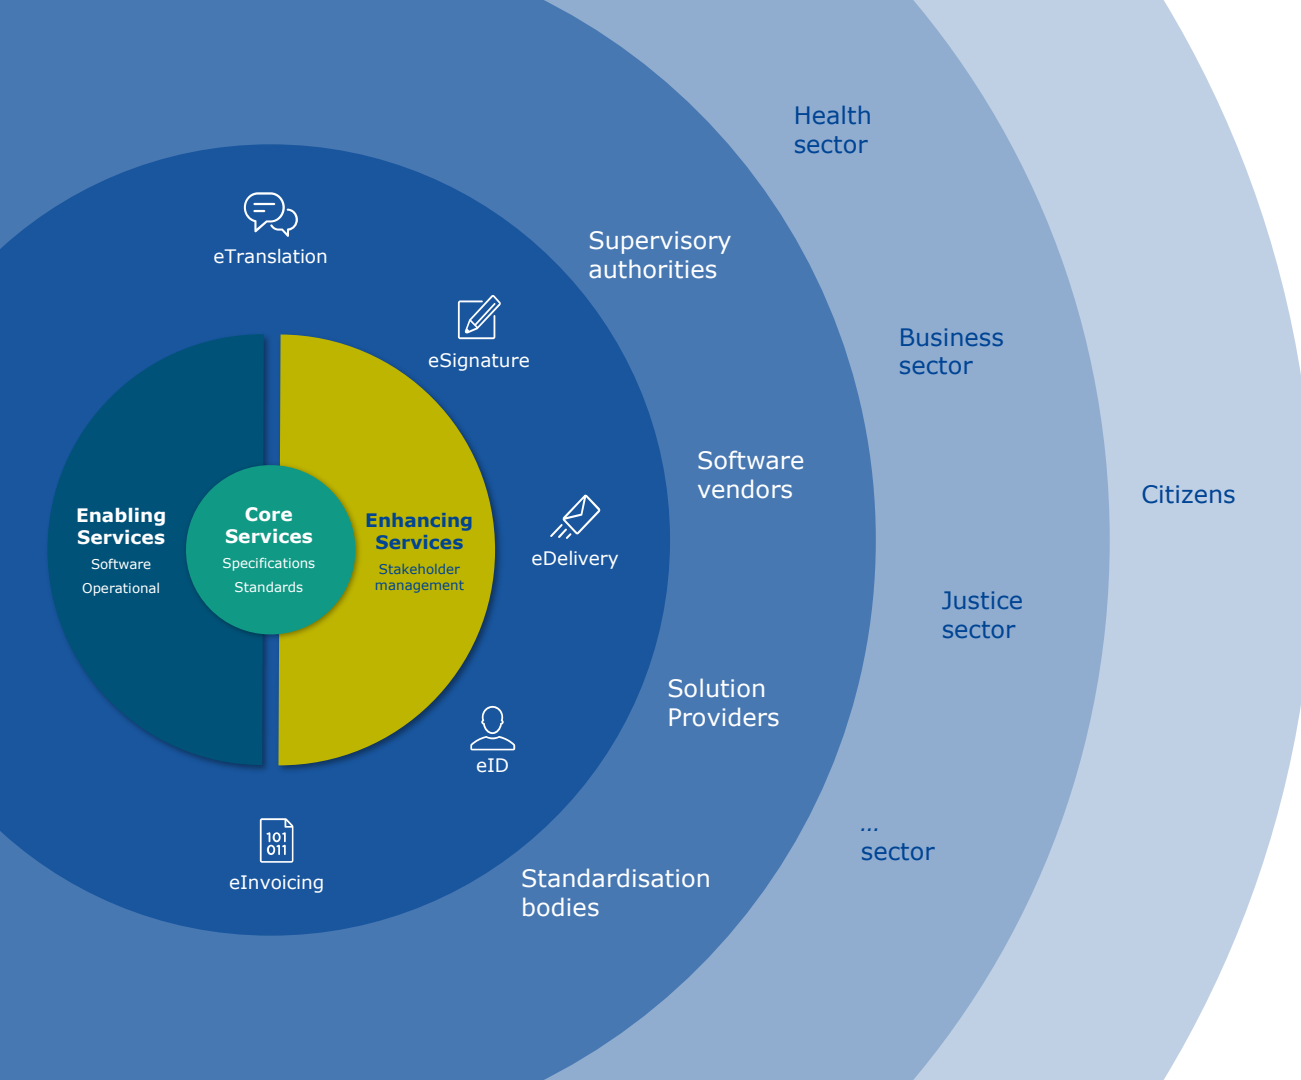 eTranslation
eSignature
eDelivery
eID
101
011
eInvoicing
Enabling
Services
Software
Operational
Core
Services
Specifications
Standards
Enhancing
Services
Stakeholder
management
Supervisory
authorities
Software
vendors
Solution
Providers
Standardisation
bodies
Health
sector
Business
sector
Justice
sector
...
sector
Citizens